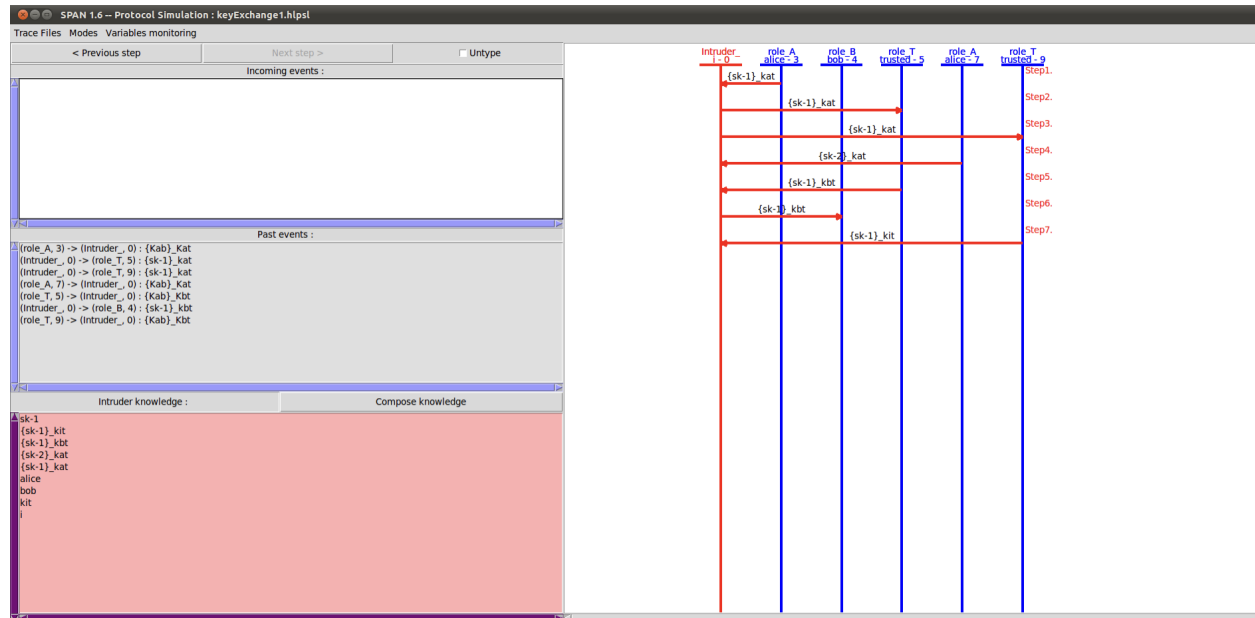 SPAN 1.6 -- Protocol Simulation : keyExchange1.hlpsl
Trace Files Modes Variables monitoring
< Previous step
Next step >
Untype
Incoming events :
Past events :
(role_A, 3) -> (Intruder_, 0) : {Kab}_Kat
(Intruder_, 0) -> (role_T, 5) : {sk-1}_kat
(Intruder_, 0) -> (role_T, 9) : {sk-1}_kat
(role_A, 7) -> (Intruder_, 0) : {Kab}_Kat
(role_T, 5) -> (Intruder_, 0) : {Kab}_Kbt
(Intruder_, 0) -> (role_B, 4) : {sk-1}_kbt
(role_T, 9) -> (Intruder_, 0) : {Kab}_Kbt
Intruder knowledge :
Compose knowledge
sk-1
{sk-1}_kit
{sk-1}_kbt
{sk-2}_kat
{sk-1}_kat
alice
bob
kit
i
Intruder_ role_A role_B role_T role_A role_T
i - 0 alice - 3 bob - 4 trusted - 5 alice - 7 trusted - 9
Step1.
{sk-1}_kat
Step2.
{sk-1}_kat
Step3.
{sk-1}_kat
Step4.
{sk-2}_kat
Step5.
{sk-1}_kbt
Step6.
{sk-1}_kbt
Step7.
{sk-1}_kit